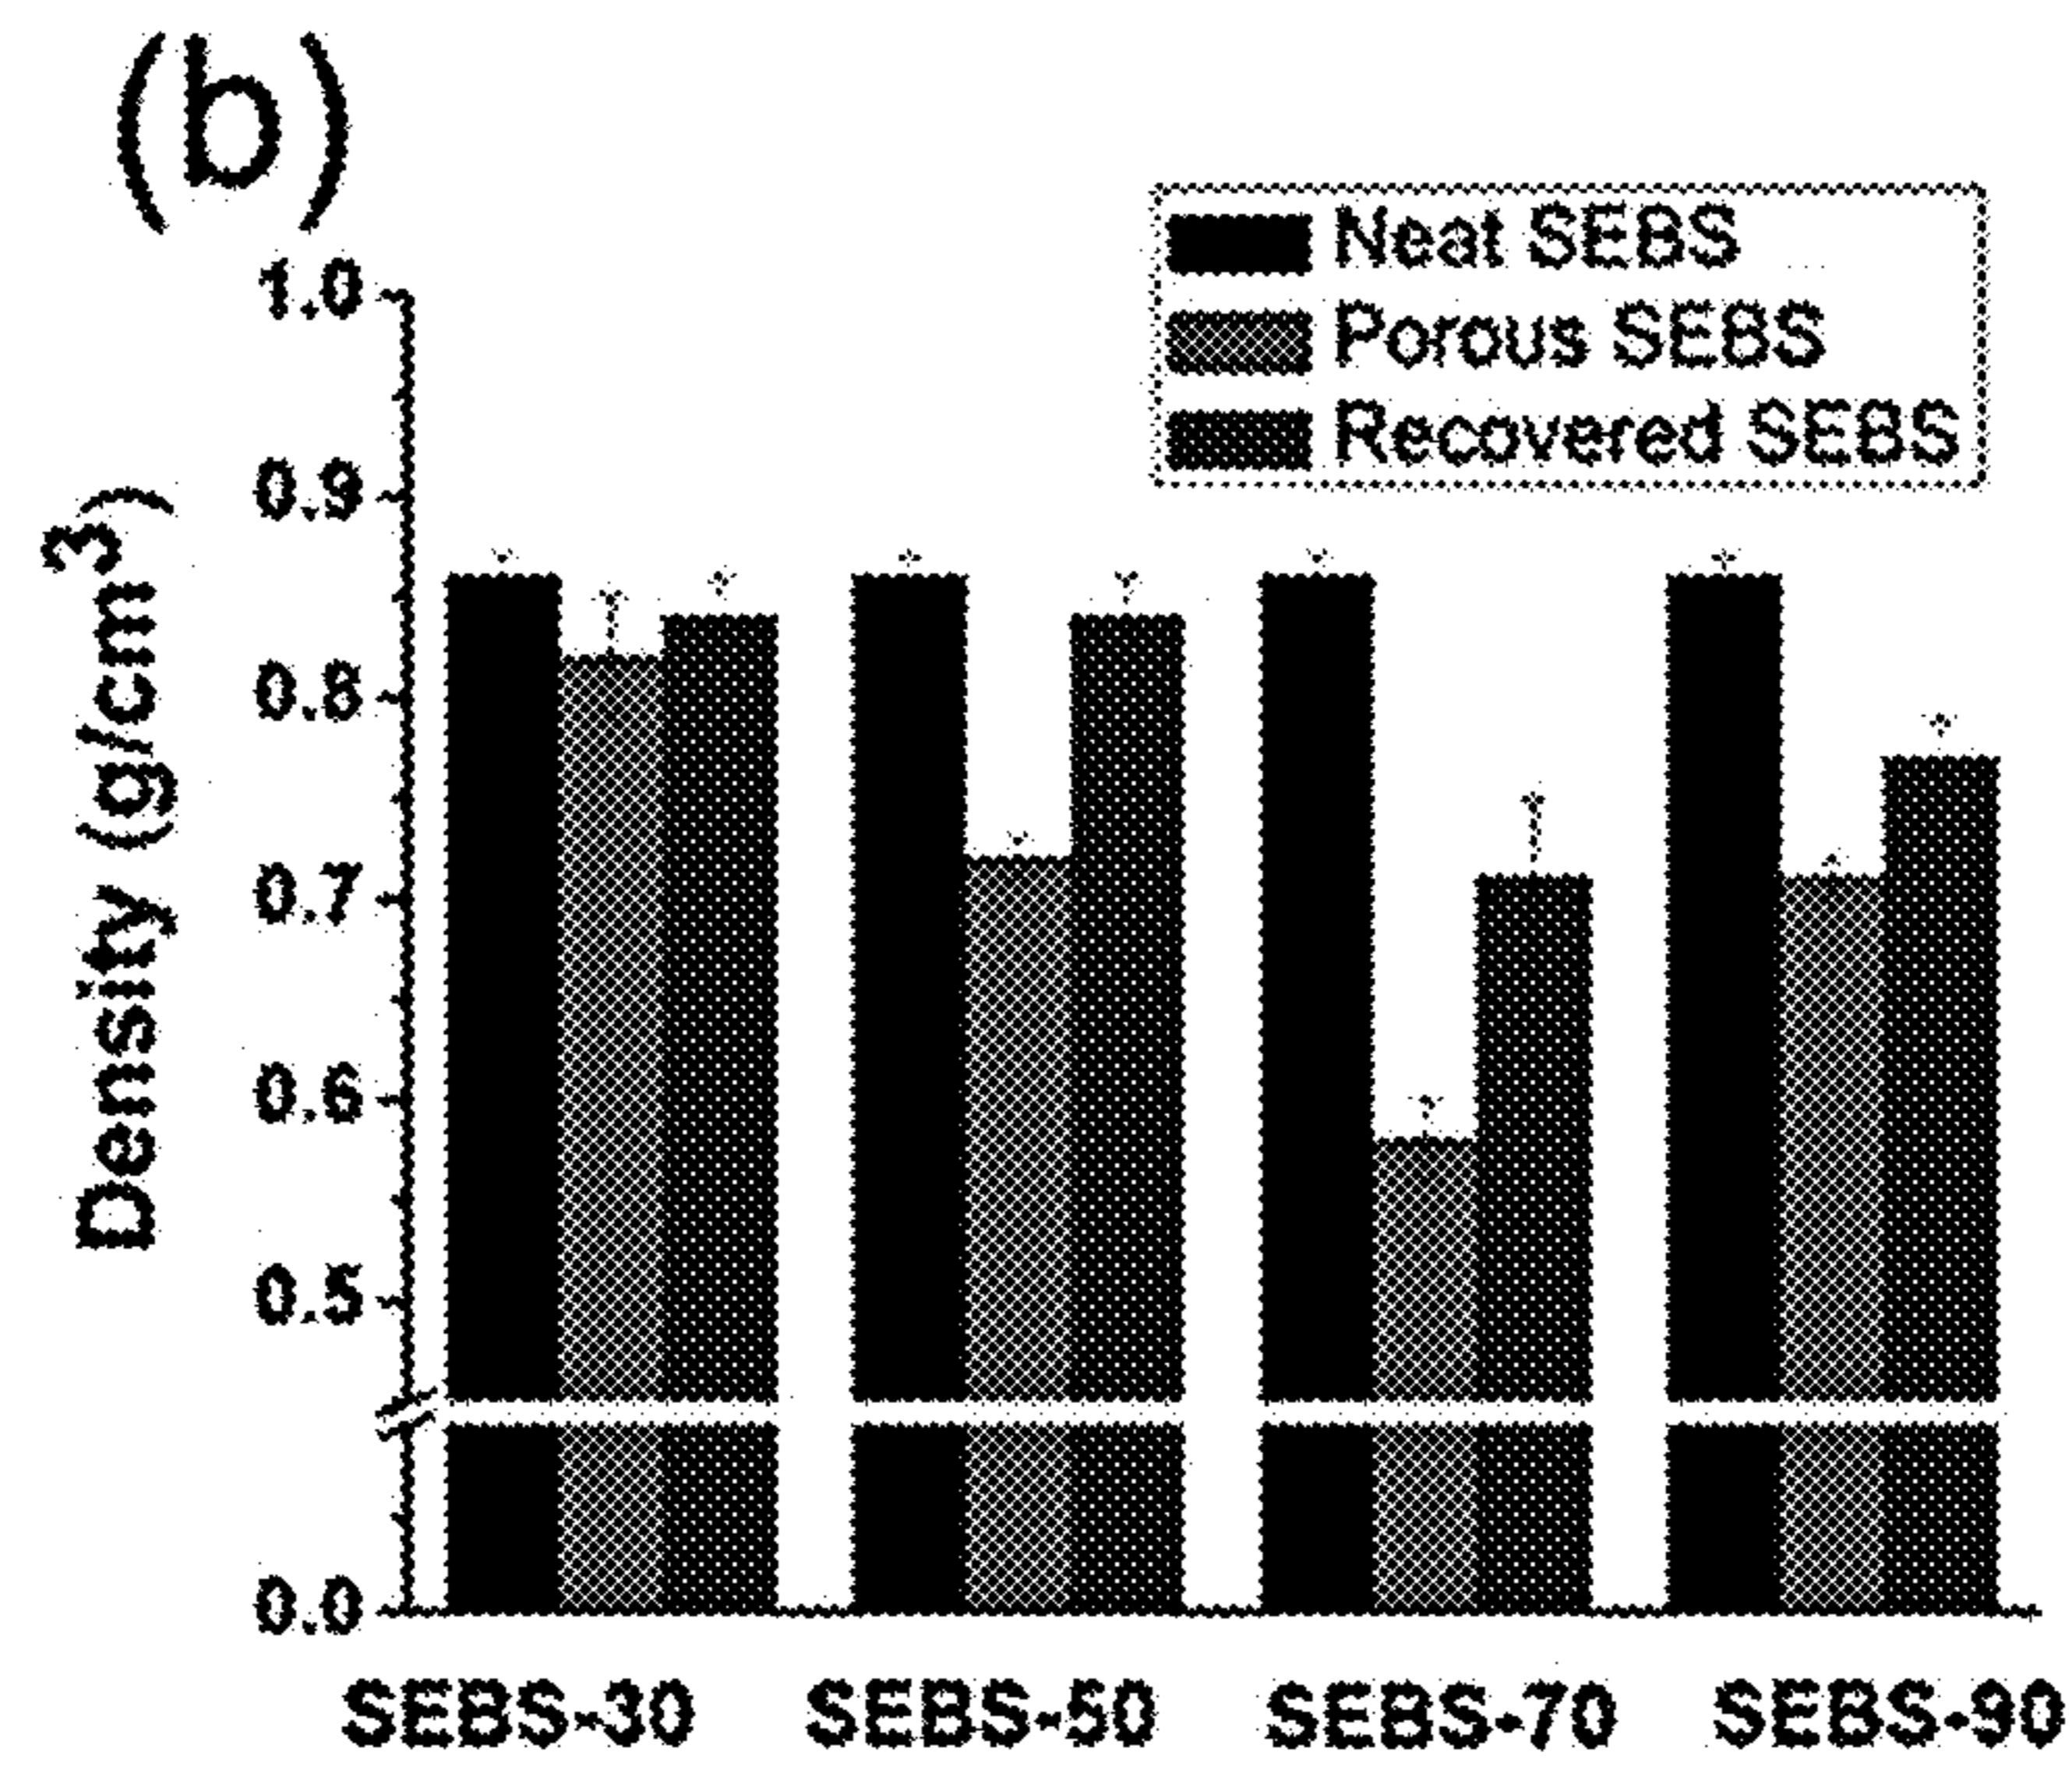 (b)
Neat SEBS
Porous SEBS
Recovered SEBS
Density (g/cm³)
1.0
0.9
0.8
0.7
0.6
0.5
0.0
SEBS-30 SEBS-50 SEBS-70 SEBS-90